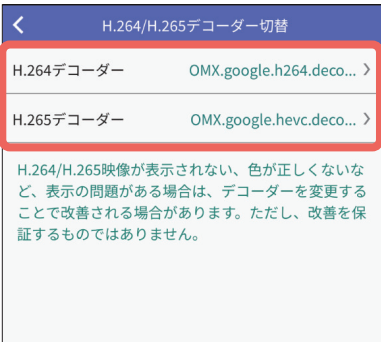 H.264/H.265デコーダー切替
H.264デコーダー OMX.google.h264.deco...
H.265デコーダー OMX.google.hevc.deco...
H.264/H.265映像が表示されない、色が正しくないな
ど、表示の問題がある場合は、デコーダーを変更する
ことで改善される場合があります。ただし、改善を保
証するものではありません。